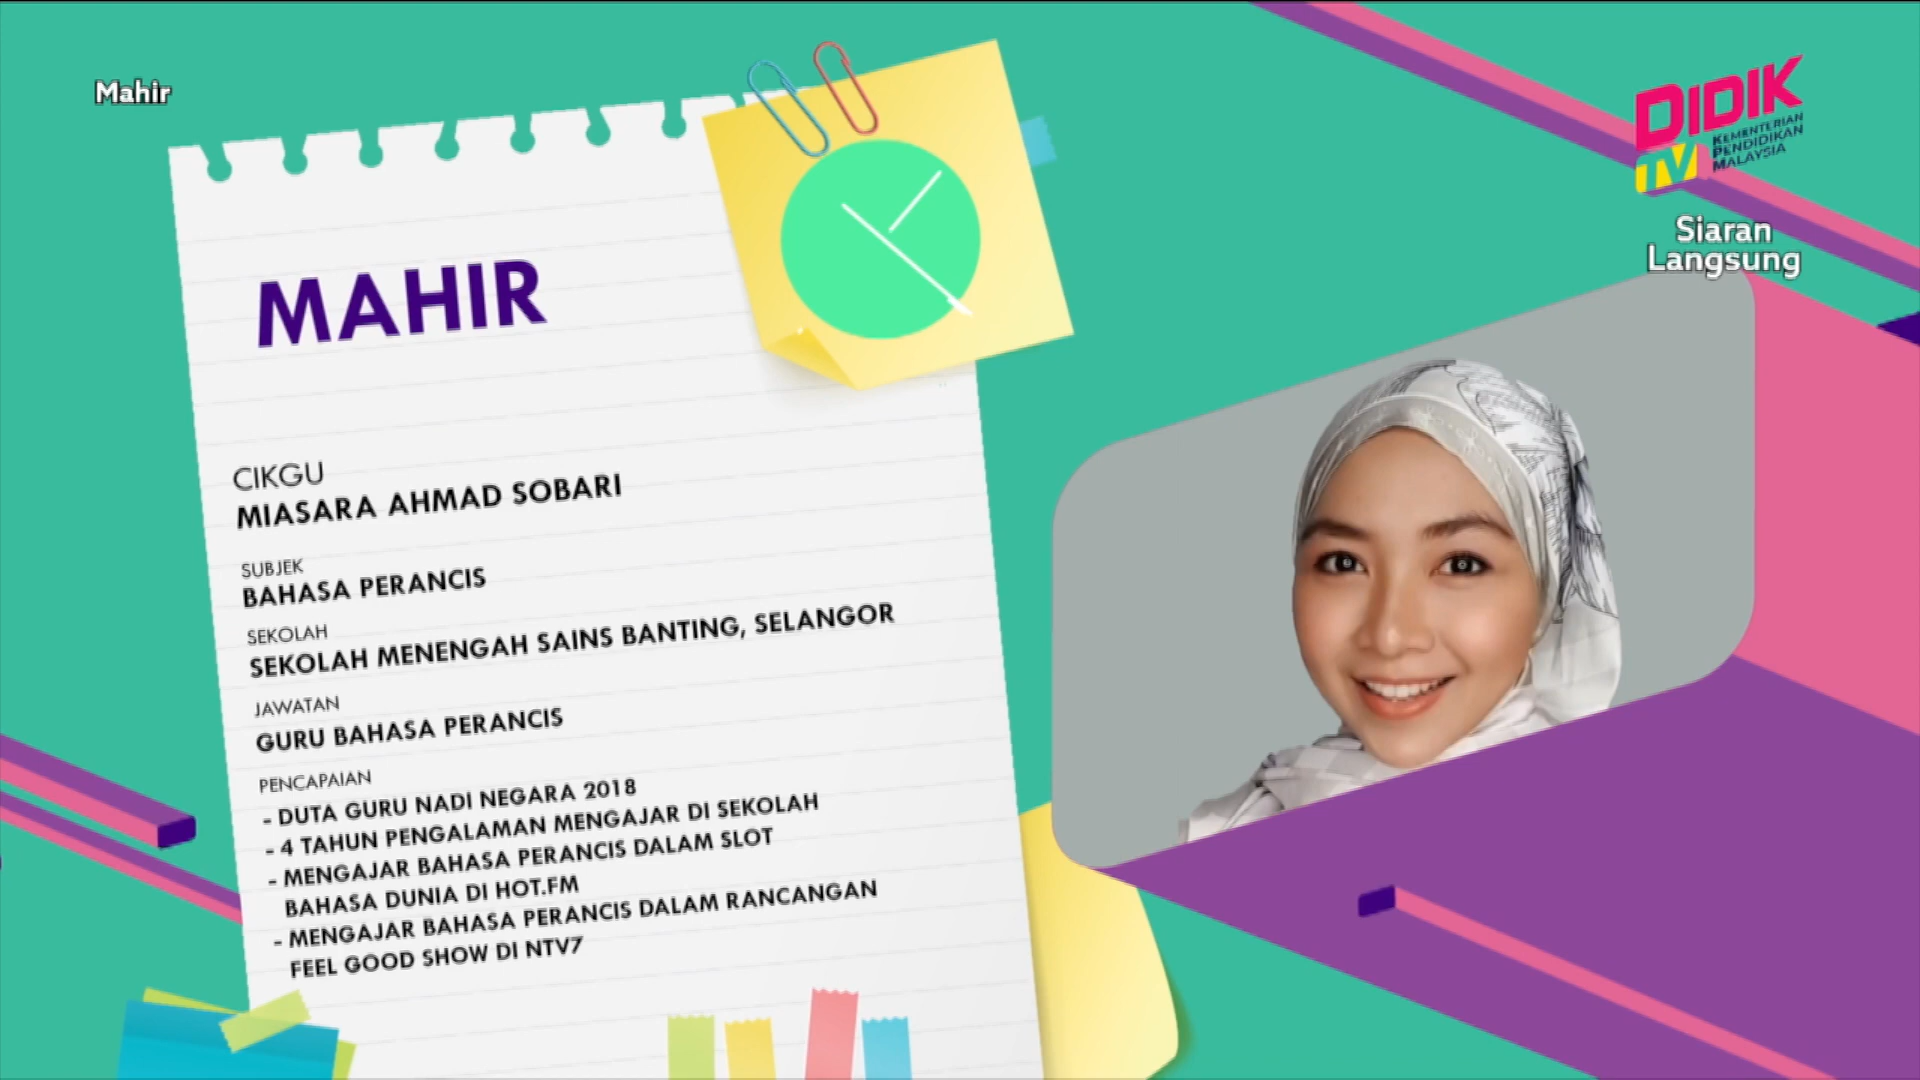 Mahir
DIDIK
TV
KEMENTERIAN
PENDIDIKAN
MALAYSIA
Siaran
Langsung
MAHIR
CIKGU
MIASARA AHMAD SOBARI
SUBJEK
BAHASA PERANCIS
SEKOLAH
SEKOLAH MENENGAH SAINS BANTING, SELANGOR
JAWATAN
GURU BAHASA PERANCIS
PENCAPAIAN
- DUTA GURU NADI NEGARA 2018
- 4 TAHUN PENGALAMAN MENGAJAR DI SEKOLAH
- MENGAJAR BAHASA PERANCIS DALAM SLOT
BAHASA DUNIA DI HOT.FM
- MENGAJAR BAHASA PERANCIS DALAM RANCANGAN
FEEL GOOD SHOW DI NTV7